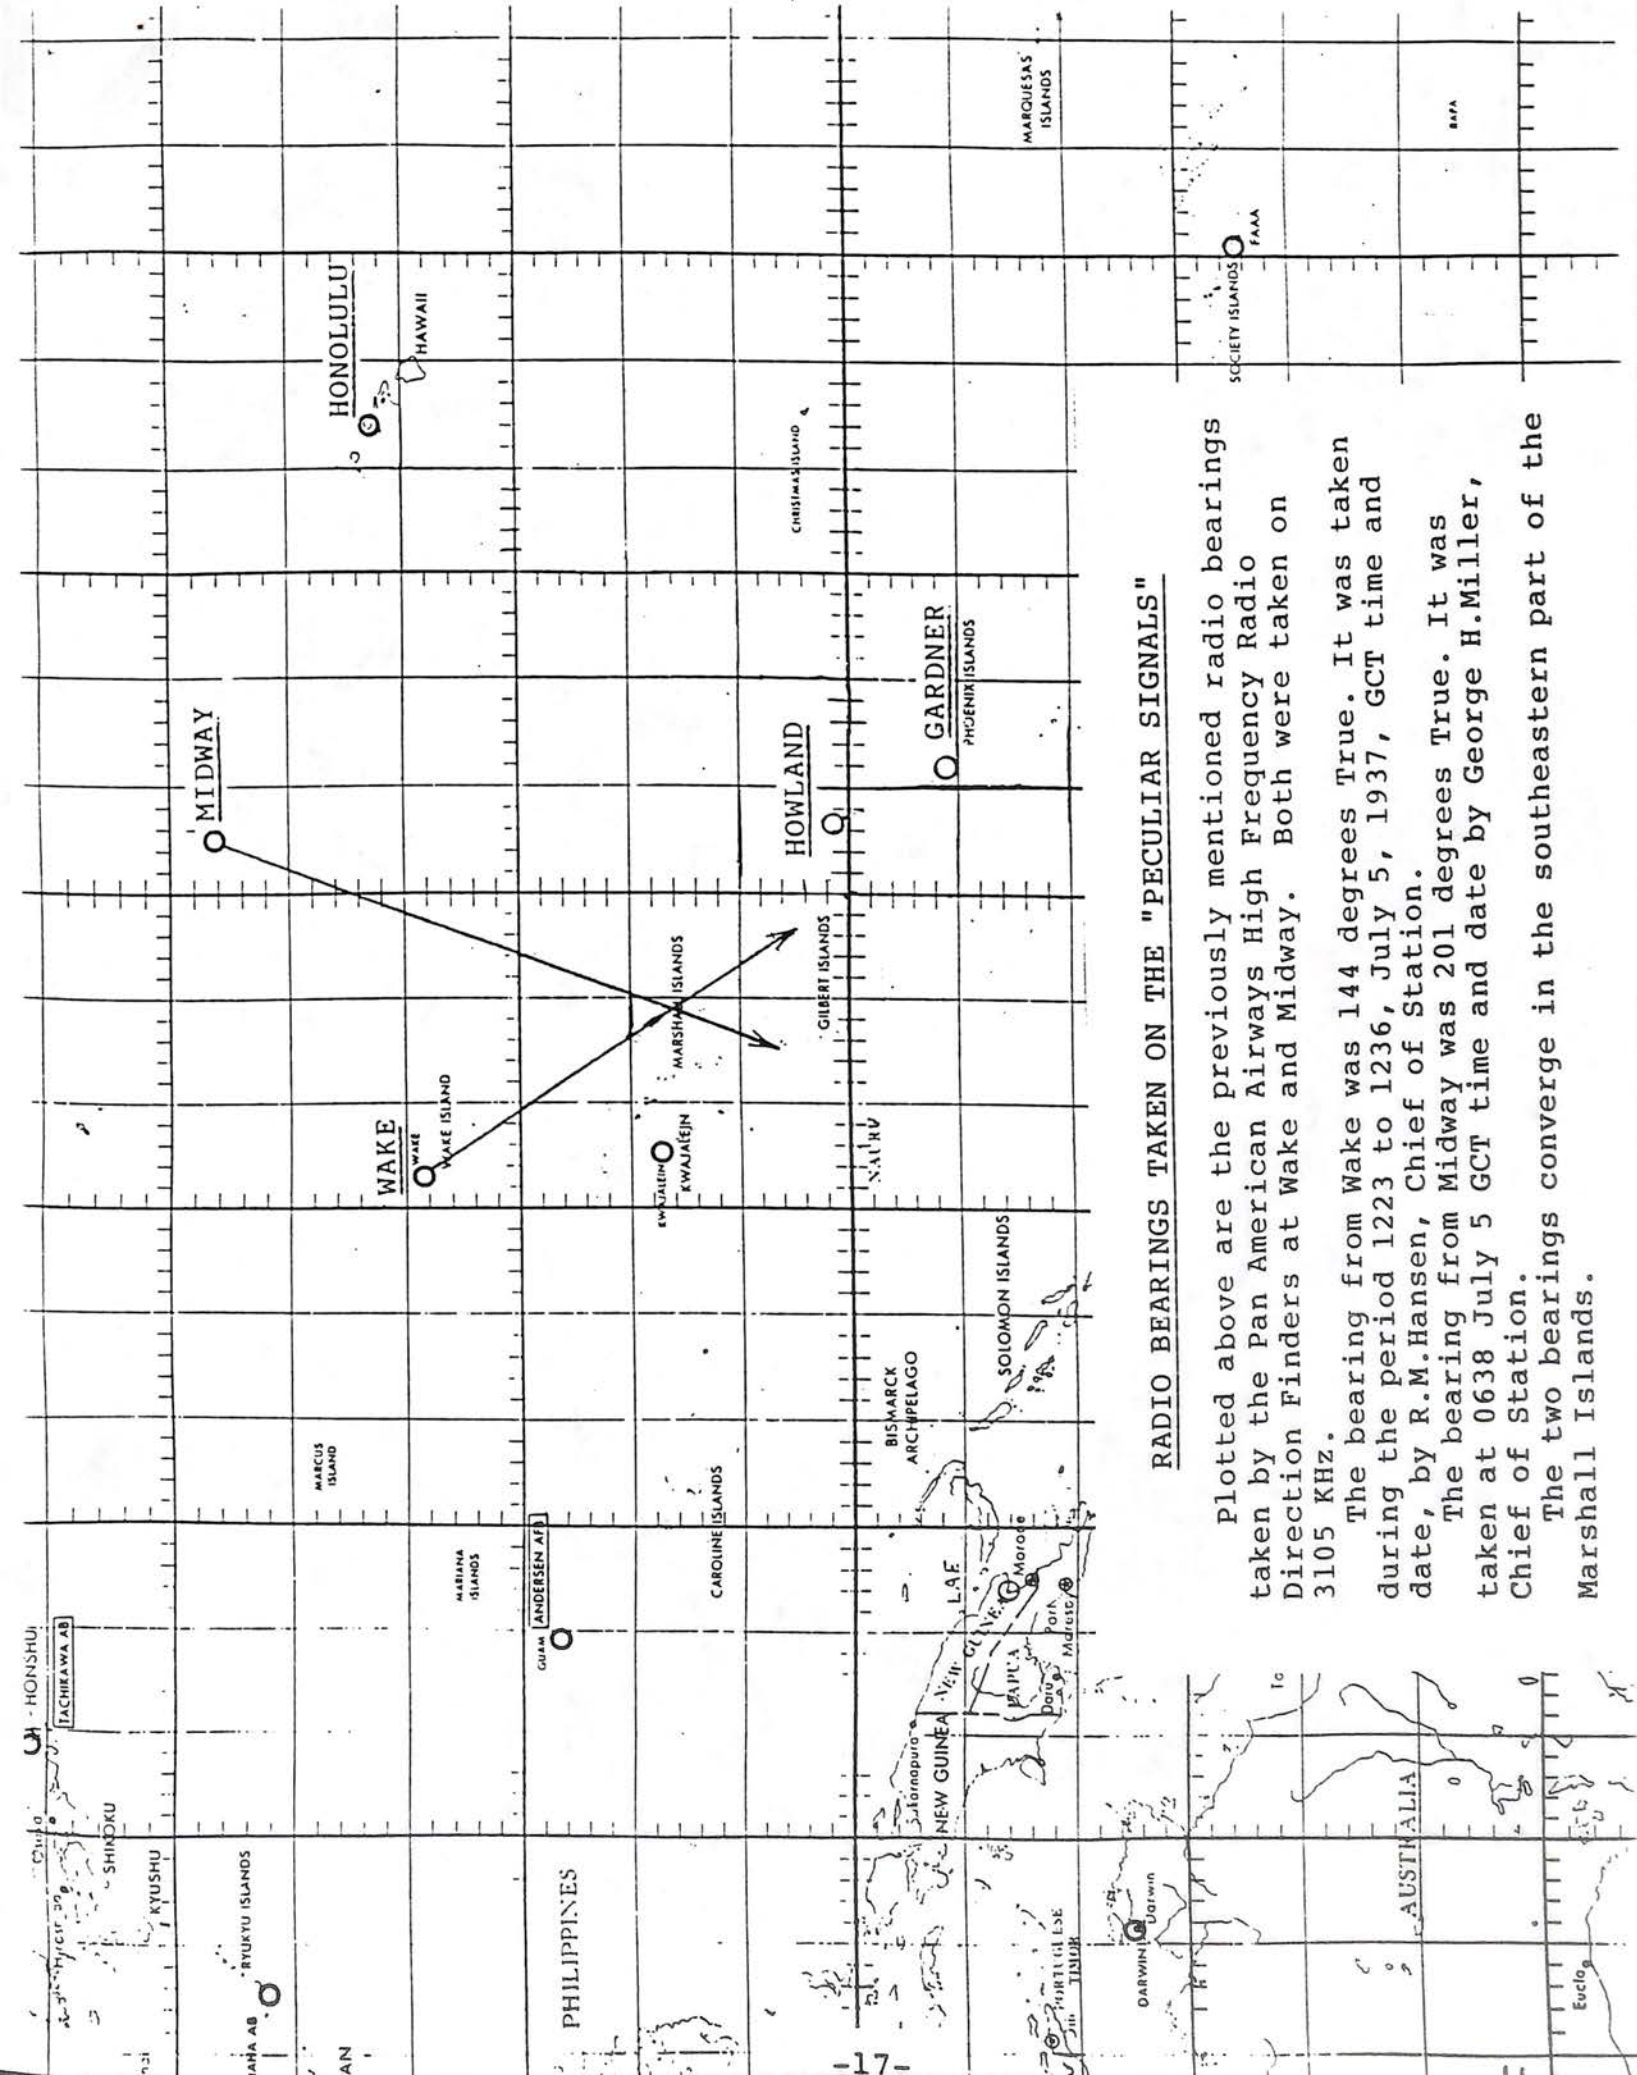 - HONSHU
TACHIKAWA AB
SHIKOKU
KYUSHU
RYUKYU ISLANDS
PHILIPPINES
MARCUS
ISLAND
MARIANA
ISLANDS
GUAM
ANDERSEN AFB
CAROLINE ISLANDS
WAKE
WAKE
WAKE ISLAND
KWAJALEIN
KWAJALEJN
MARSHALL ISLANDS
GILBERT ISLANDS
NAURU
MIDWAY
HOWLAND
GARDNER
PHOENIX ISLANDS
HONOLULU
HAWAII
CHRISTMAS ISLAND
MARQUESAS
ISLANDS
SOCIETY ISLANDS
FAAA
RAPA
BISMARCK
ARCHIPELAGO
SOLOMON ISLANDS
LAE
NEW GUINEA
Morobe
PAPUA
Daru
Port
NEW GUINEA
PORTUGUESE
TIMOR
DARWIN
Darwin
AUSTRALIA
Eucla
RADIO BEARINGS TAKEN ON THE "PECULIAR SIGNALS"
Plotted above are the previously mentioned radio bearings
taken by the Pan American Airways High Frequency Radio
Direction Finders at Wake and Midway. Both were taken on
3105 KHz.
The bearing from Wake was 144 degrees True. It was taken
during the period 1223 to 1236, July 5, 1937, GCT time and
date, by R.M.Hansen, Chief of Station.
The bearing from Midway was 201 degrees True. It was
taken at 0638 July 5 GCT time and date by George H.Miller,
Chief of Station.
The two bearings converge in the southeastern part of the
Marshall Islands.
-17-